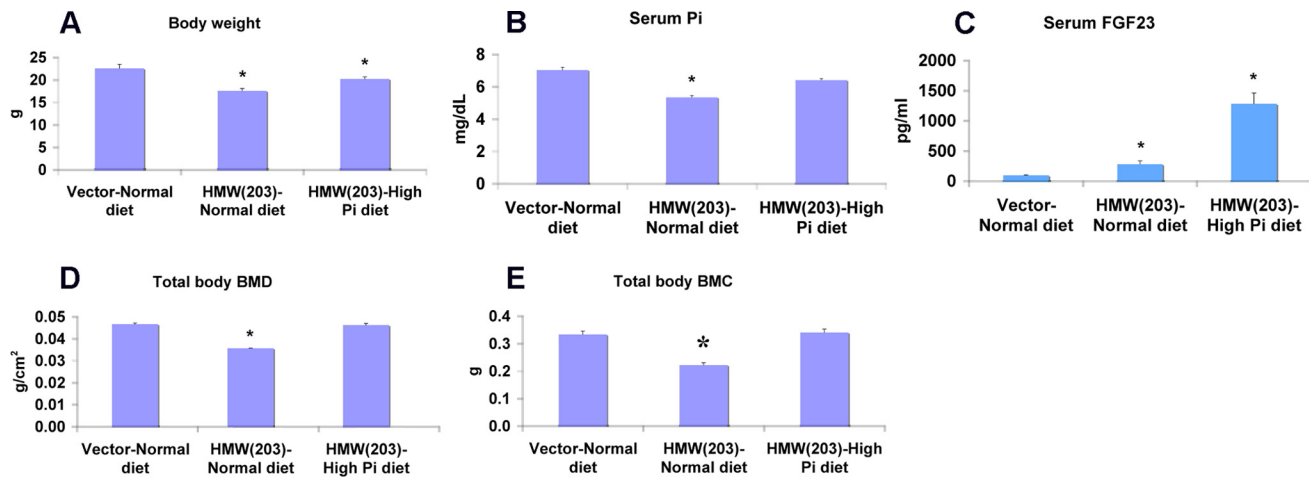 A
Body weight
25
20
15
10
5
0
g
*
*
Vector-Normal
diet
HMW(203)-
Normal diet
HMW(203)-High
Pi diet
B
Serum Pi
8
6
4
2
0
mg/dL
*
Vector-Normal
diet
HMW(203)-
Normal diet
HMW(203)-High
Pi diet
C
Serum FGF23
2000
1500
1000
500
0
pg/ml
*
*
Vector-
Normal diet
HMW(203)-
Normal diet
HMW(203)-
High Pi diet
D
Total body BMD
0.05
0.04
0.03
0.02
0.01
0.00
g/cm²
*
Vector-Normal
diet
HMW(203)-
Normal diet
HMW(203)-
High Pi diet
E
Total body BMC
0.4
0.3
0.2
0.1
0.0
g
*
Vector-Normal
diet
HMW(203)-
Normal diet
HMW(203)-High
Pi diet